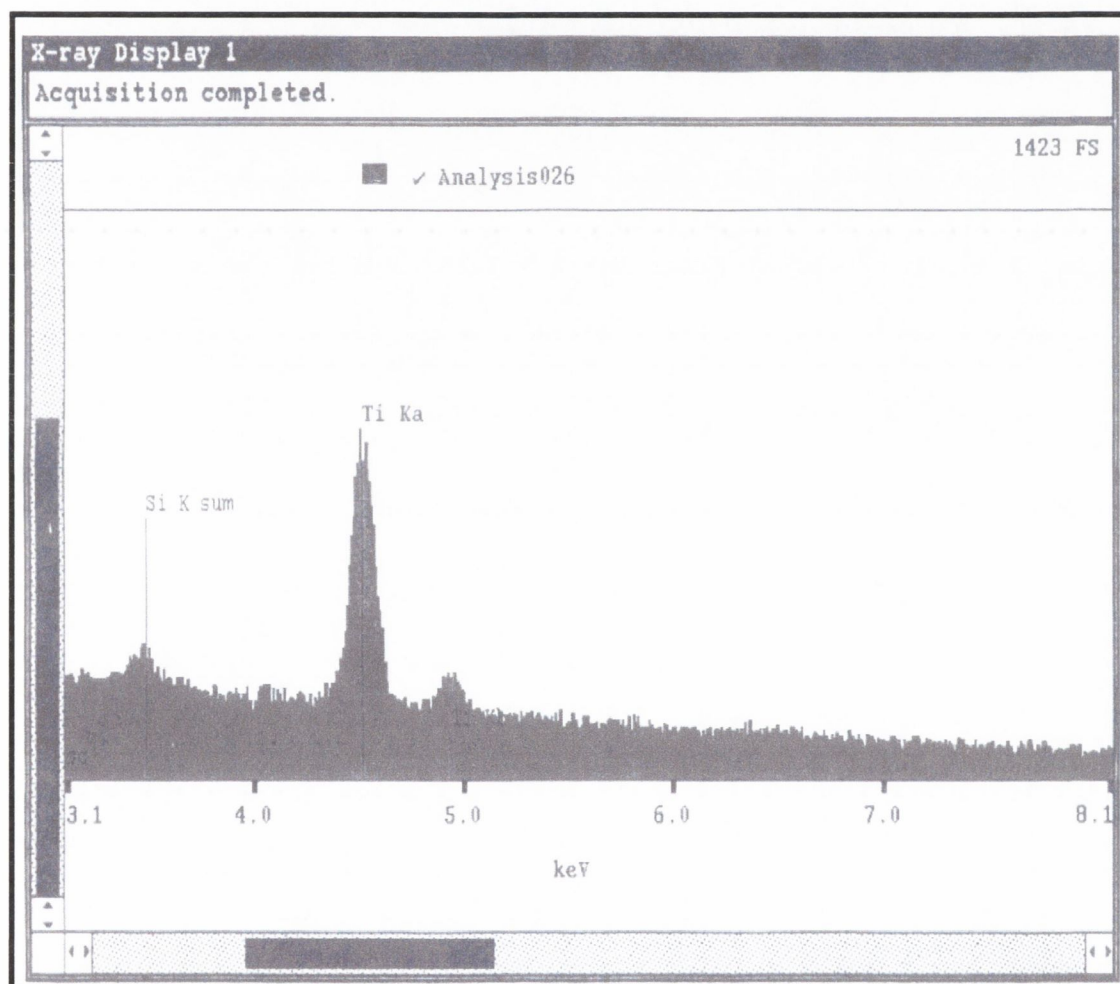 X-ray Display 1
Acquisition completed.
1423 FS
✓ Analysis026
Ti Ka
Si K sum
3.1 4.0 5.0 6.0 7.0 8.1
keV